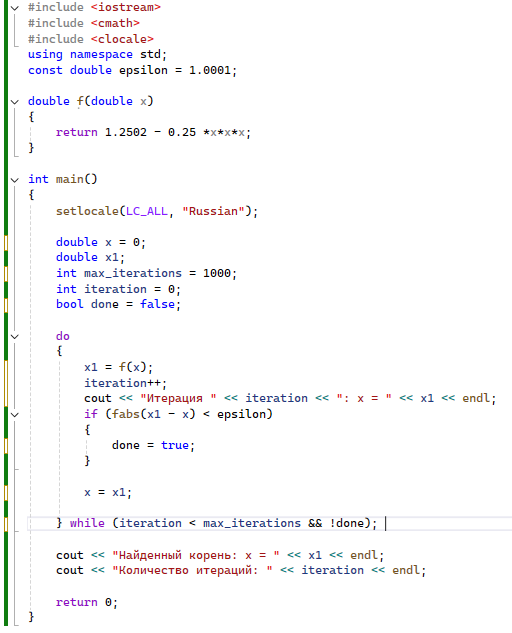 #include <iostream>
#include <cmath>
#include <clocale>
using namespace std;
const double epsilon = 1.0001;
double f(double x)
{
return 1.2502 - 0.25 *x*x*x;
}
int main()
{
setlocale(LC_ALL, "Russian");
double x = 0;
double x1;
int max_iterations = 1000;
int iteration = 0;
bool done = false;
do
{
x1 = f(x);
iteration++;
cout << "Итерация " << iteration << ": x = " << x1 << endl;
if (fabs(x1 - x) < epsilon)
{
done = true;
}
x = x1;
} while (iteration < max_iterations && !done);
cout << "Найденный корень: x = " << x1 << endl;
cout << "Количество итераций: " << iteration << endl;
return 0;
}